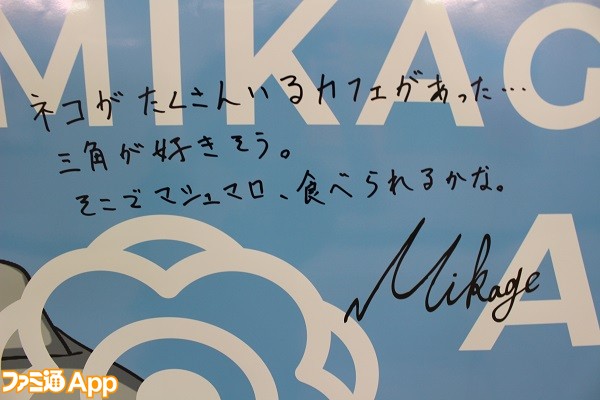 MIKAG
ネコがたくさんいるカフェがあった…
三角が好きそう。
そこでマシュマロ、食べられるかな。
Mikage
A
ファミ通App